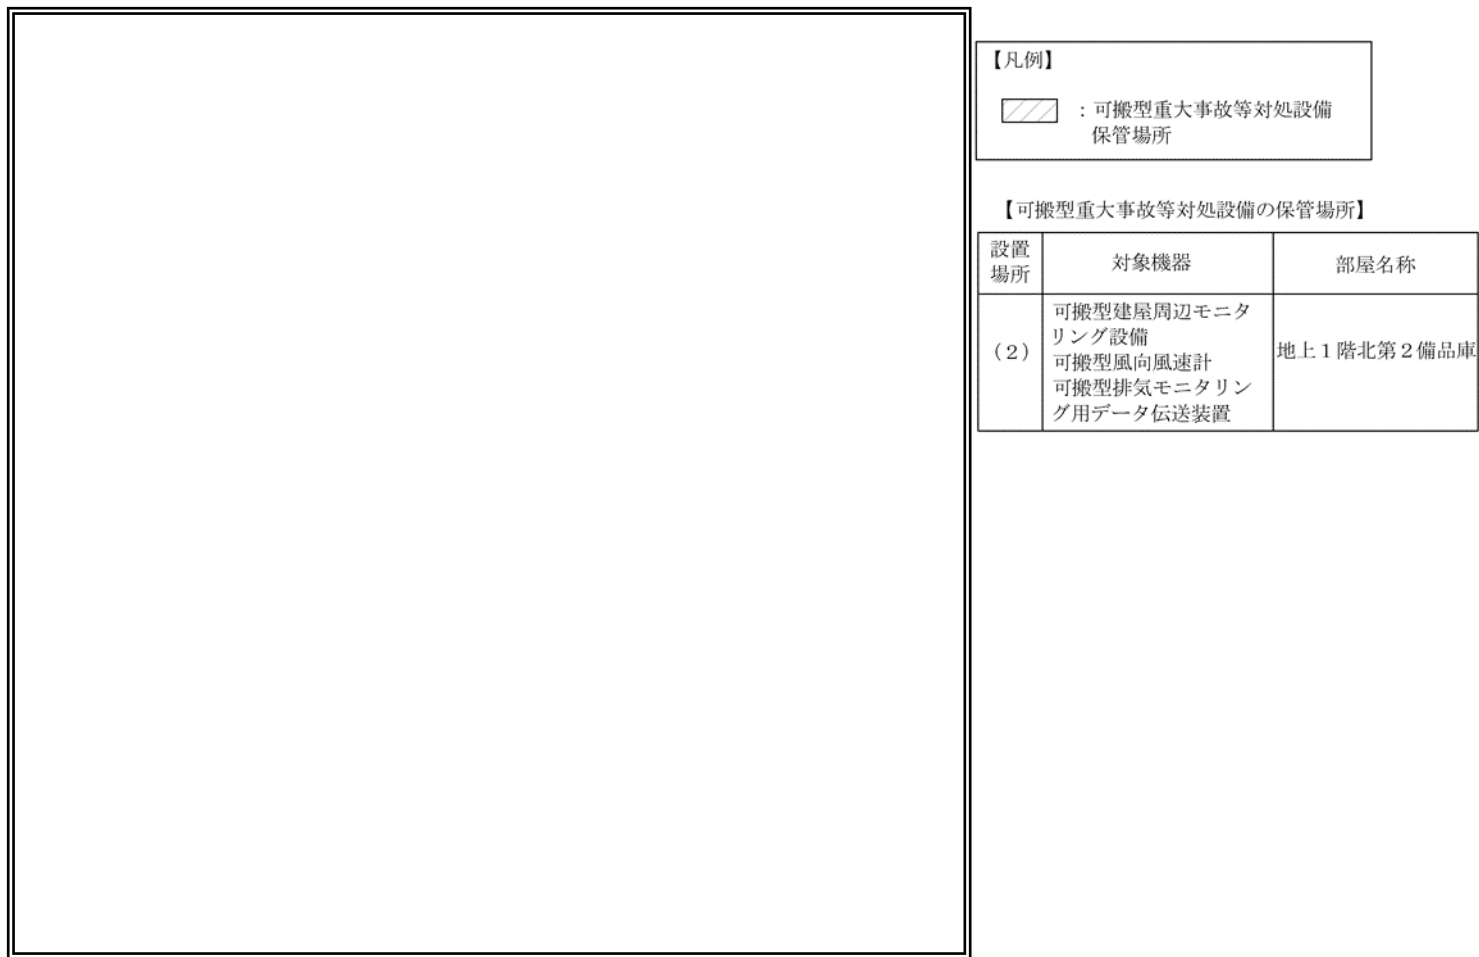 【凡例】
：可搬型重大事故等対処設備
保管場所
【可搬型重大事故等対処設備の保管場所】
設置
場所
対象機器
部屋名称
（２）
可搬型建屋周辺モニタ
リング設備
可搬型風向風速計
可搬型排気モニタリン
グ用データ伝送装置
地上１階北第２備品庫